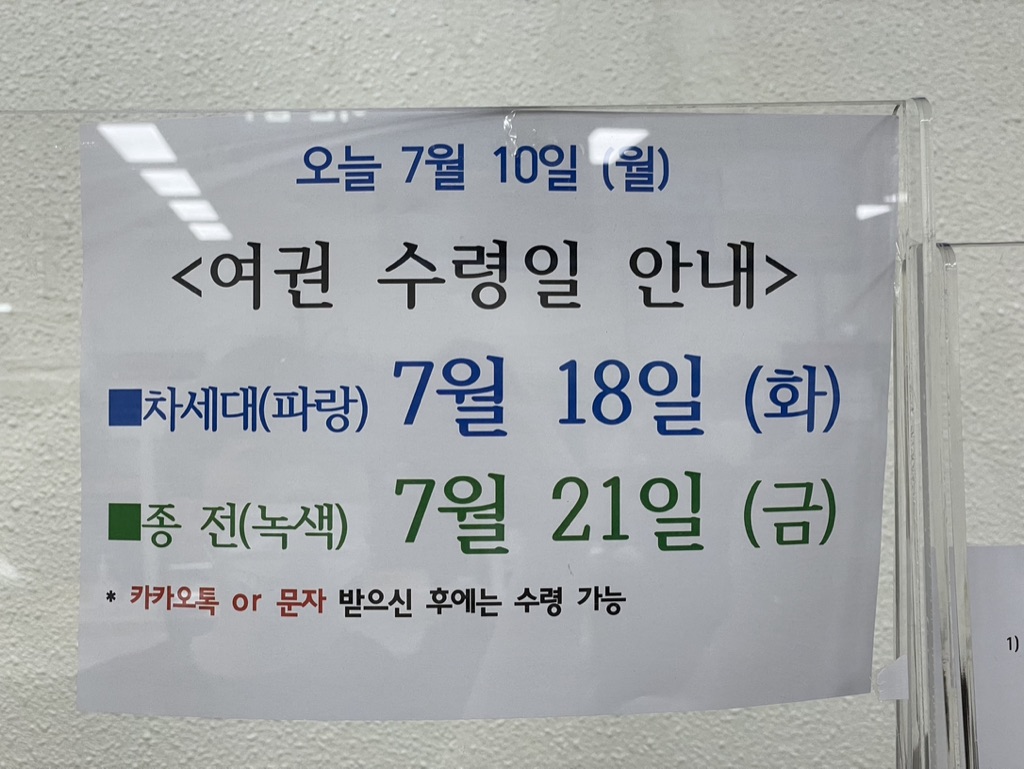 오늘 7월 10일 (월)
<여권 수령일 안내>
■차세대(파랑) 7월 18일 (화)
■종 전(녹색) 7월 21일 (금)
* 카카오톡 or 문자 받으신 후에는 수령 가능
1)